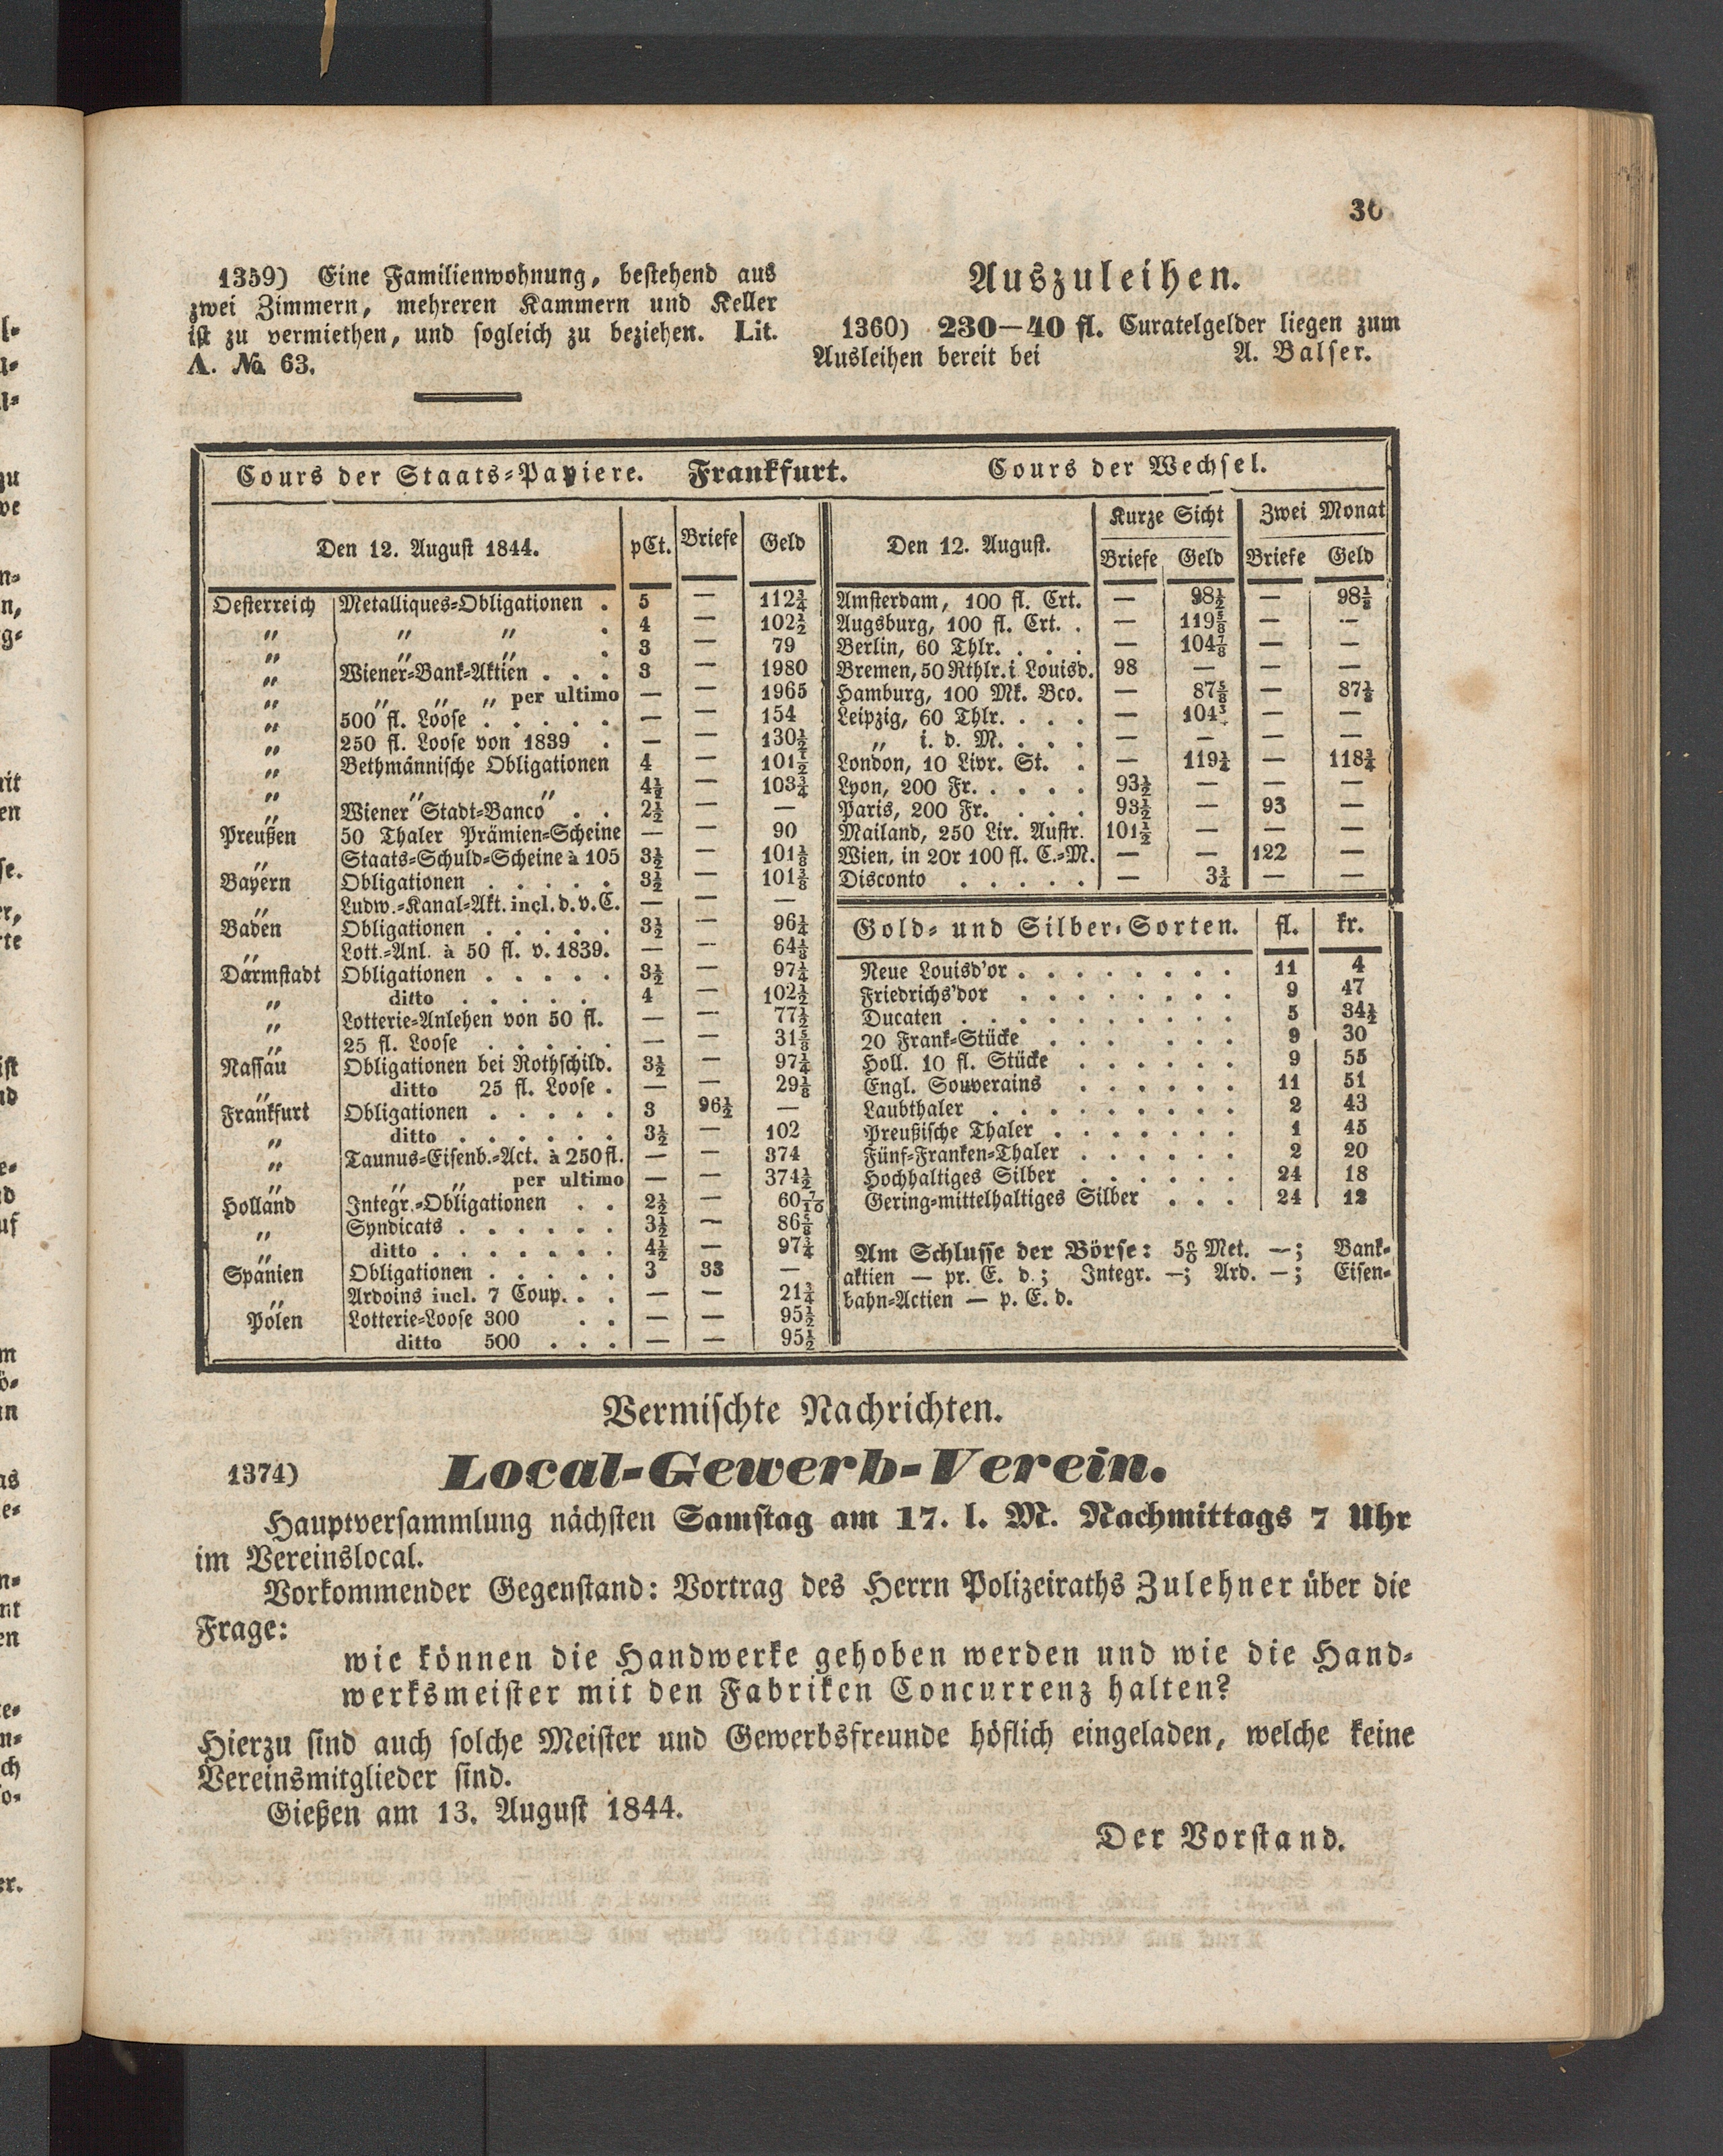 36
1359) Eine Familienwohnung, bestehend aus
zwei Zimmern, mehreren Kammern und Keller
ist zu vermiethen, und sogleich zu beziehen. Lit.
A. No. 63.
Auszuleihen.
1360) 230—40 fl. Curatelgelder liegen zum
Ausleihen bereit bei A. Balser.
Cours der Staats-Papiere. Frankfurt. Cours der Wechsel.
Den 12. August 1844. pCt. Briefe Geld
Oesterreich Metalliques-Obligationen . 5 — 112¾
„ „ „ . 4 — 102½
„ „ „ . 3 — 79
„ Wiener-Bank-Aktien . . . 3 — 1980
„ „ „ „ per ultimo — — 1965
„ 500 fl. Loose . . . . . — — 154
„ 250 fl. Loose von 1839 . — — 130½
„ Bethmännische Obligationen 4 — 101½
„ „ „ 4½ — 103¾
„ Wiener Stadt-Banco . . 2½ — —
Preußen 50 Thaler Prämien-Scheine — — 90
„ Staats-Schuld-Scheine à 105 3½ — 101⅛
Bayern Obligationen . . . . . 3½ — 101⅜
„ Ludw.-Kanal-Akt. incl. d. v. C. — — —
Baden Obligationen . . . . . 3½ — 96¼
„ Lott.-Anl. à 50 fl. v. 1839. — — 64⅛
Darmstadt Obligationen . . . . . 3½ — 97¼
„ ditto . . . . . 4 — 102½
„ Lotterie-Anlehen von 50 fl. — — 77½
„ 25 fl. Loose . . . . . — — 31⅝
Nassau Obligationen bei Rothschild. 3½ — 97¼
„ ditto 25 fl. Loose . — — 29⅛
Frankfurt Obligationen . . . . . 3 96½ —
„ ditto . . . . . . 3½ — 102
„ Taunus-Eisenb.-Act. à 250 fl. — — 374
„ „ „ per ultimo — — 374½
Holland Integr.-Obligationen . . 2½ — 60 7/16
„ Syndicats . . . . . . 3½ — 86⅝
„ ditto . . . . . . . 4½ — 97¾
Spanien Obligationen . . . . . 3 33 —
„ Ardoins incl. 7 Coup. . . — — 21¾
Polen Lotterie-Loose 300 . . — — 95½
ditto 500 . . . — — 95½
Den 12. August. Kurze Sicht Zwei Monat
Briefe Geld Briefe Geld
Amsterdam, 100 fl. Crt. — 98½ — 98⅛
Augsburg, 100 fl. Crt. . — 119⅝ — —
Berlin, 60 Thlr. . . . — 104⅞ — —
Bremen, 50 Rthlr. i Louisd. 98 — — —
Hamburg, 100 Mk. Bco. — 87⅝ — 87⅛
Leipzig, 60 Thlr. . . . — 104 — —
„ i. d. M. . . . — — — —
London, 10 Livr. St. . — 119¼ — 118¾
Lyon, 200 Fr. . . . . 93½ — — —
Paris, 200 Fr. . . . 93½ — 93 —
Mailand, 250 Lir. Austr. 101½ — — —
Wien, in 20r 100 fl. C.-M. — — 122 —
Disconto . . . . . — 3¾ — —
Gold- und Silber-Sorten. fl. kr.
Neue Louisd'or . . . . . . . . 11 4
Friedrichs'dor . . . . . . . . 9 47
Ducaten . . . . . . . . . . 5 34½
20 Frank-Stücke . . . . . . 9 30
Holl. 10 fl. Stücke . . . . . . 9 55
Engl. Souverains . . . . . . 11 51
Laubthaler . . . . . . . . . 2 43
Preußische Thaler . . . . . . . 1 45
Fünf-Franken-Thaler . . . . . . 2 20
Hochhaltiges Silber . . . . . . 24 18
Gering-mittelhaltiges Silber . . . 24 12
Am Schlusse der Börse: 5% Met. —; Bank-
aktien — pr. E. d.; Integr. —; Ard. —; Eisen-
bahn-Actien — p. E. d.
Vermischte Nachrichten.
1374) Local-Gewerb-Verein.
Hauptversammlung nächsten Samstag am 17. l. M. Nachmittags 7 Uhr
im Vereinslocal.
Vorkommender Gegenstand: Vortrag des Herrn Polizeiraths Zulehner über die
Frage:
wie können die Handwerke gehoben werden und wie die Hand-
werksmeister mit den Fabriken Concurrenz halten?
Hierzu sind auch solche Meister und Gewerbsfreunde höflich eingeladen, welche keine
Vereinsmitglieder sind.
Gießen am 13. August 1844.
Der Vorstand.